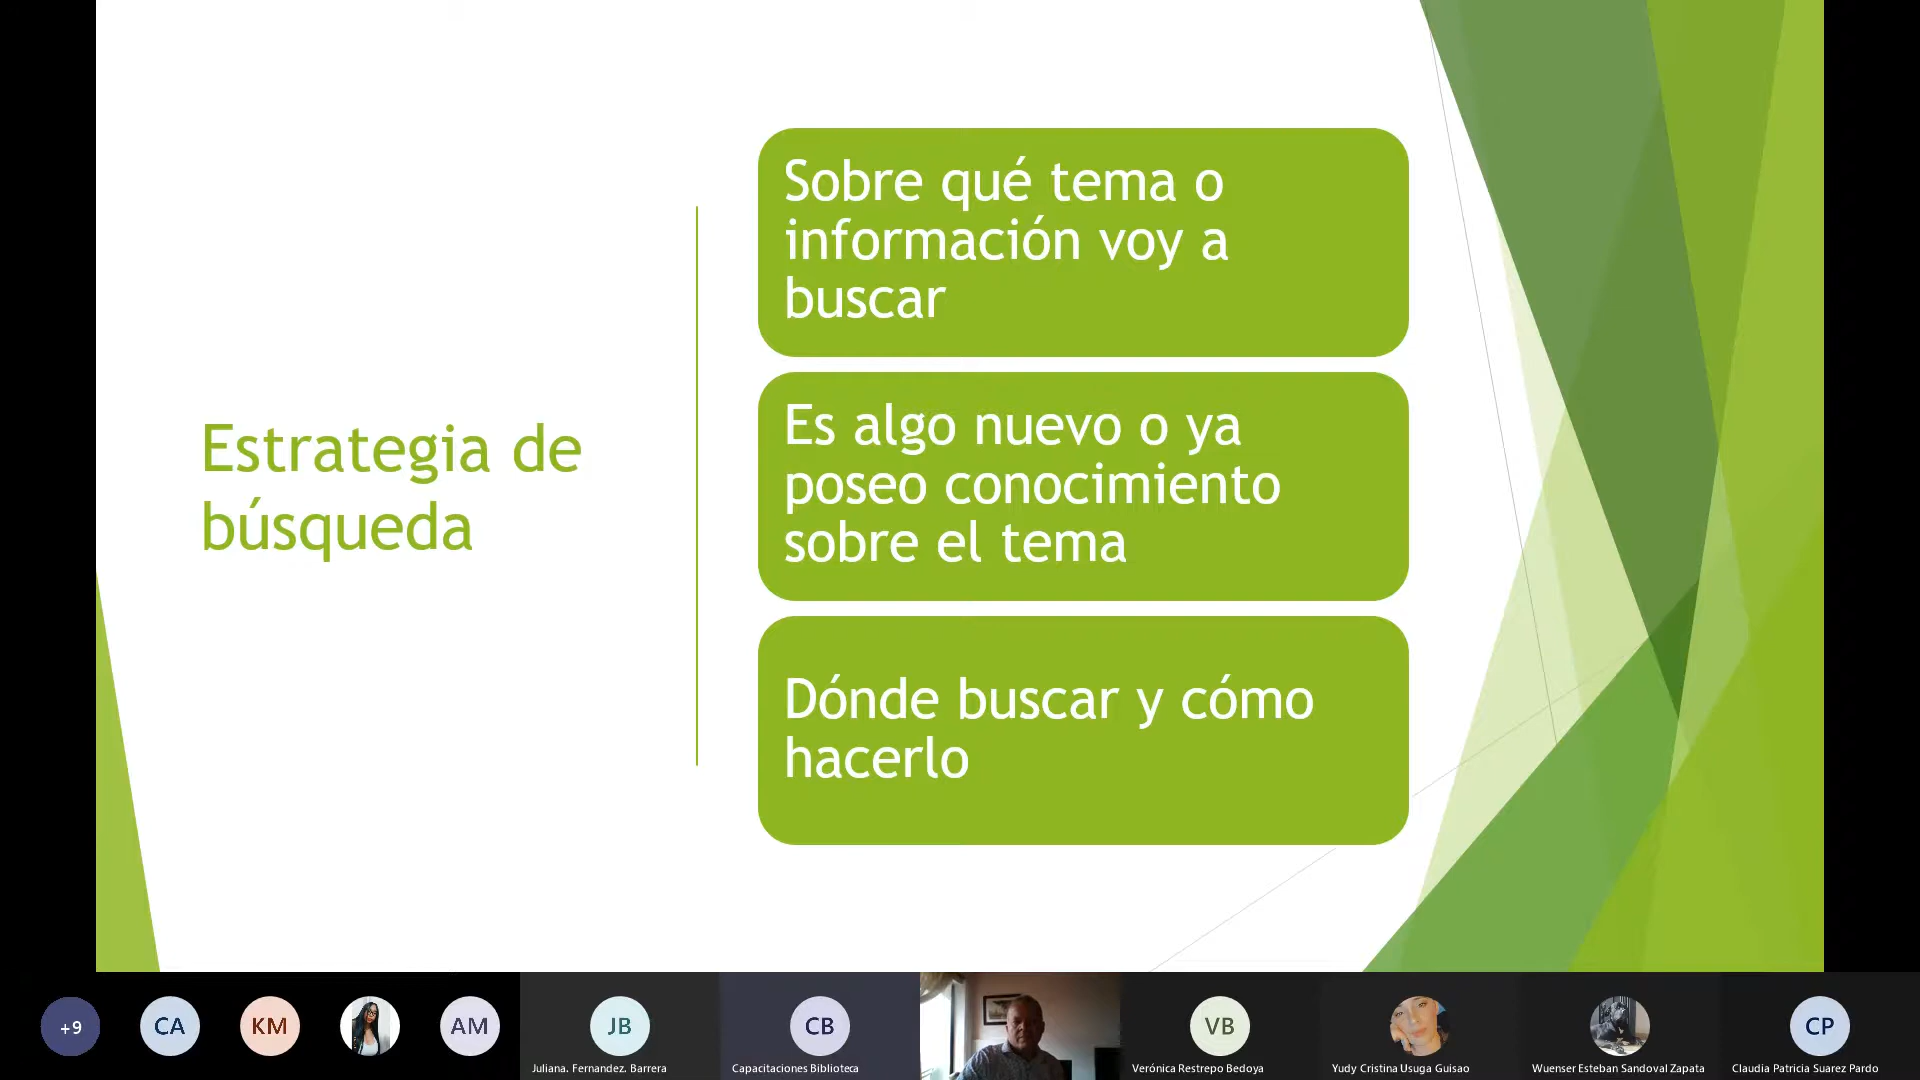 Estrategia de
búsqueda
Sobre qué tema o
información voy a
buscar
Es algo nuevo o ya
poseo conocimiento
sobre el tema
Dónde buscar y cómo
hacerlo
+9
CA
KM
AM
JB
Juliana. Fernandez. Barrera
CB
Capacitaciones Biblioteca
VB
Verónica Restrepo Bedoya
Yudy Cristina Usuga Guisao
Wuenser Esteban Sandoval Zapata
CP
Claudia Patricia Suarez Pardo